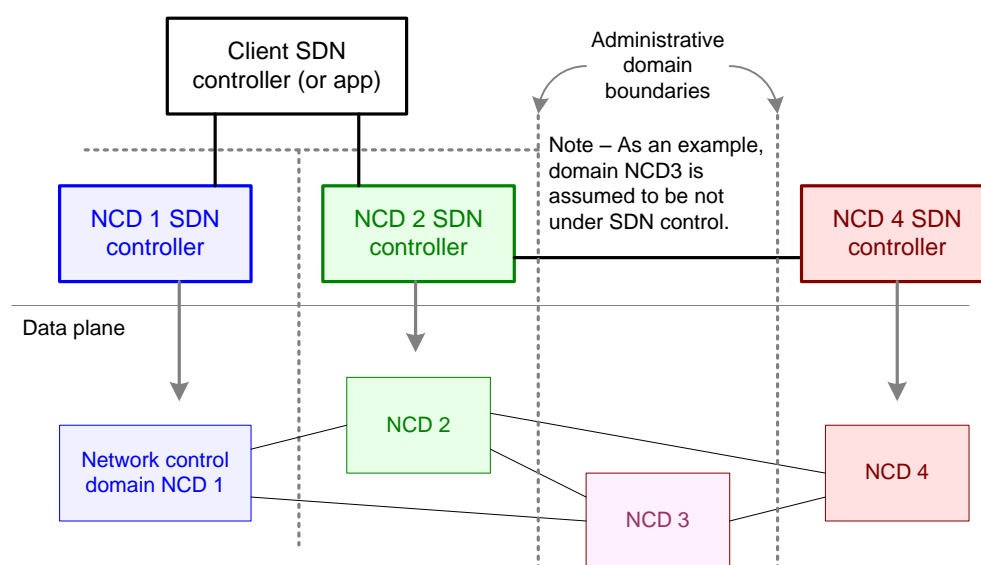 Client SDN
controller (or app)
Administrative
domain
boundaries
Note – As an example,
domain NCD3 is
assumed to be not
under SDN control.
NCD 1 SDN
controller
NCD 2 SDN
controller
NCD 4 SDN
controller
Data plane
Network control
domain NCD 1
NCD 2
NCD 3
NCD 4